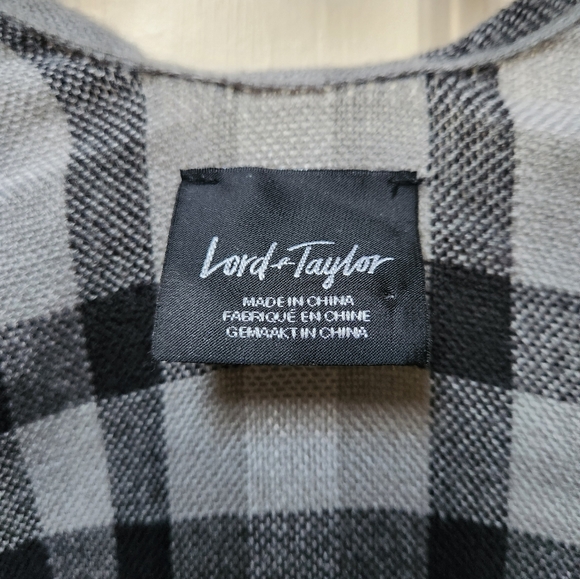 Lord + Taylor
MADE IN CHINA
FABRIQUÉ EN CHINE
GEMAAKT IN CHINA